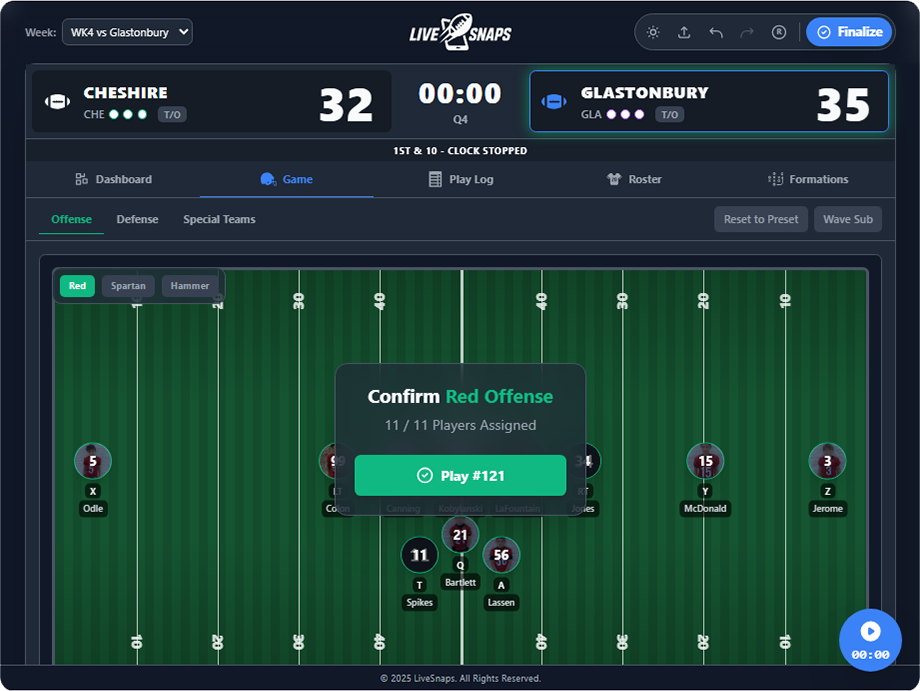 Week: WK4 vs Glastonbury
LIVE SNAPS
R
Finalize
CHESHIRE
CHE T/O
32
00:00
Q4
GLASTONBURY
GLA T/O
35
1ST & 10 - CLOCK STOPPED
Dashboard Game Play Log Roster Formations
Offense Defense Special Teams Reset to Preset Wave Sub
Red Spartan Hammer
10 20 30 40 40 30 20 10
Confirm Red Offense
11 / 11 Players Assigned
Play #121
5 99 34 15 3
X LT RT Y Z
Odle Colon Canning Kobylanski LaFountain Jones McDonald Jerome
11 21 56
T Q A
Spikes Bartlett Lassen
10 20 30 40 40 30 20 10
00:00
© 2025 LiveSnaps. All Rights Reserved.